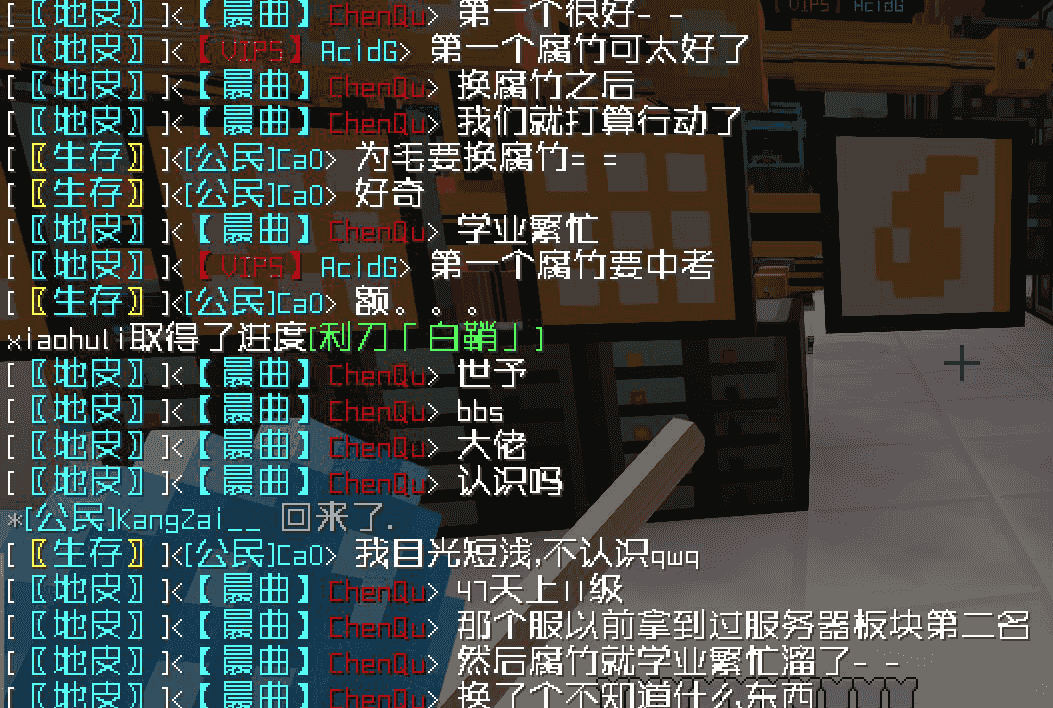 [〖地皮〗]<【晨曲】ChenQu> 第一个很好- -
[〖地皮〗]<【VIPS】AcidG> 第一个腐竹可太好了
[〖地皮〗]<【晨曲】ChenQu> 换腐竹之后
[〖地皮〗]<【晨曲】ChenQu> 我们就打算行动了
[〖生存〗]<[公民]CaO> 为毛要换腐竹= =
[〖生存〗]<[公民]CaO> 好奇
[〖地皮〗]<【晨曲】ChenQu> 学业繁忙
[〖地皮〗]<【VIPS】AcidG> 第一个腐竹要中考
[〖生存〗]<[公民]CaO> 额。。。
xiaohuli取得了进度[利刃「白鞘」]
[〖地皮〗]<【晨曲】ChenQu> 世予
[〖地皮〗]<【晨曲】ChenQu> bbs
[〖地皮〗]<【晨曲】ChenQu> 大佬
[〖地皮〗]<【晨曲】ChenQu> 认识吗
*[公民]KangZai__ 回来了.
[〖生存〗]<[公民]CaO> 我目光短浅,不认识qwq
[〖地皮〗]<【晨曲】ChenQu> 47天上11级
[〖地皮〗]<【晨曲】ChenQu> 那个服以前拿到过服务器板块第二名
[〖地皮〗]<【晨曲】ChenQu> 然后腐竹就学业繁忙溜了- -
[〖地皮〗]<【晨曲】ChenQu> 换了个不知道什么东西